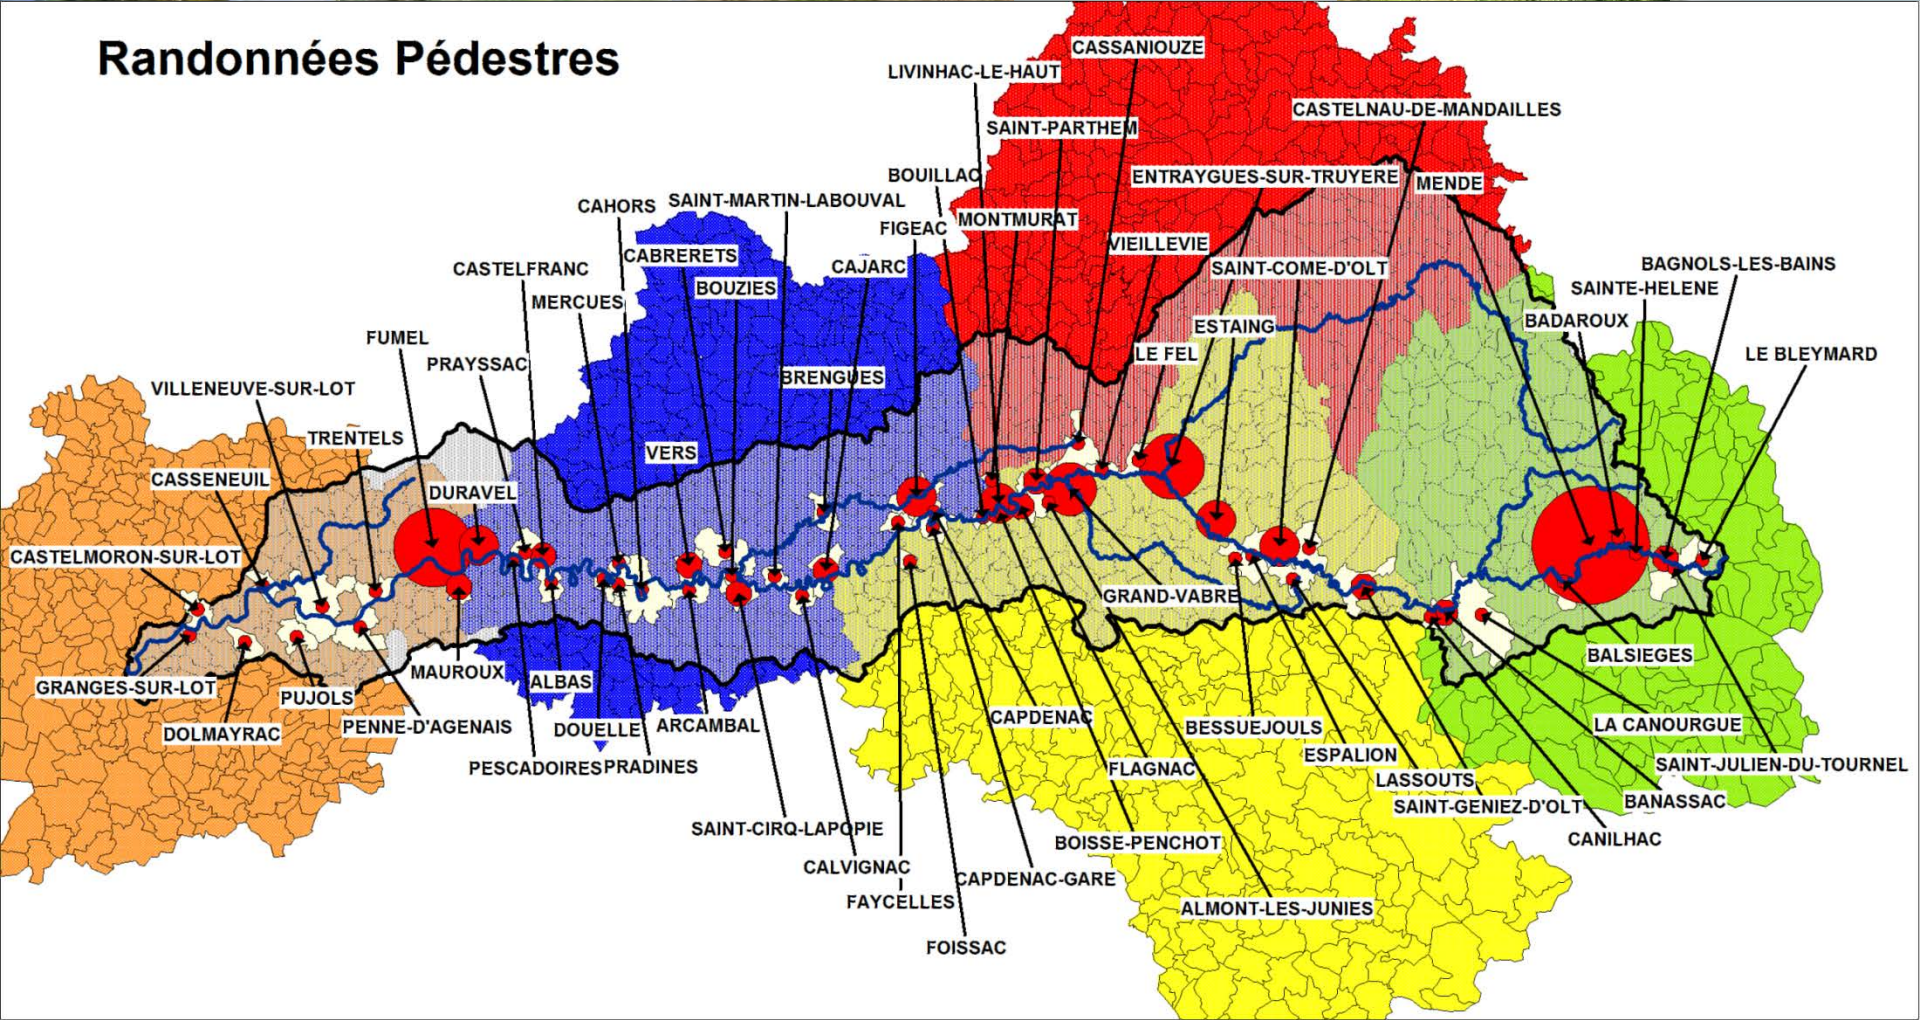 Randonnées Pédestres
CASSANIOUZE
LIVINHAC-LE-HAUT
CASTELNAU-DE-MANDAILLES
SAINT-PARTHEM
BOUILLAC
ENTRAYGUES-SUR-TRUYERE
MENDE
CAHORS
SAINT-MARTIN-LABOUVAL
FIGEAC
MONTMURAT
VIEILLEVIE
CABRERETS
CASTELFRANC
CAJARC
SAINT-COME-D'OLT
BAGNOLS-LES-BAINS
BOUZIES
SAINTE-HELENE
MERCUES
BADAROUX
ESTAING
FUMEL
LE FEL
LE BLEYMARD
PRAYSSAC
BRENGUES
VILLENEUVE-SUR-LOT
TRENTELS
VERS
CASSENEUIL
DURAVEL
CASTELMORON-SUR-LOT
GRAND-VABRE
BALSIEGES
MAUROUX
ALBAS
GRANGES-SUR-LOT
PUJOLS
CAPDENAC
PENNE-D'AGENAIS
DOUELLE
ARCAMBAL
BESSUEJOULS
LA CANOURGUE
DOLMAYRAC
ESPALION
PESCADOIRES
PRADINES
FLAGNAC
SAINT-JULIEN-DU-TOURNEL
LASSOUTS
SAINT-GENIEZ-D'OLT
BANASSAC
SAINT-CIRQ-LAPOPIE
BOISSE-PENCHOT
CANILHAC
CALVIGNAC
CAPDENAC-GARE
FAYCELLES
ALMONT-LES-JUNIES
FOISSAC